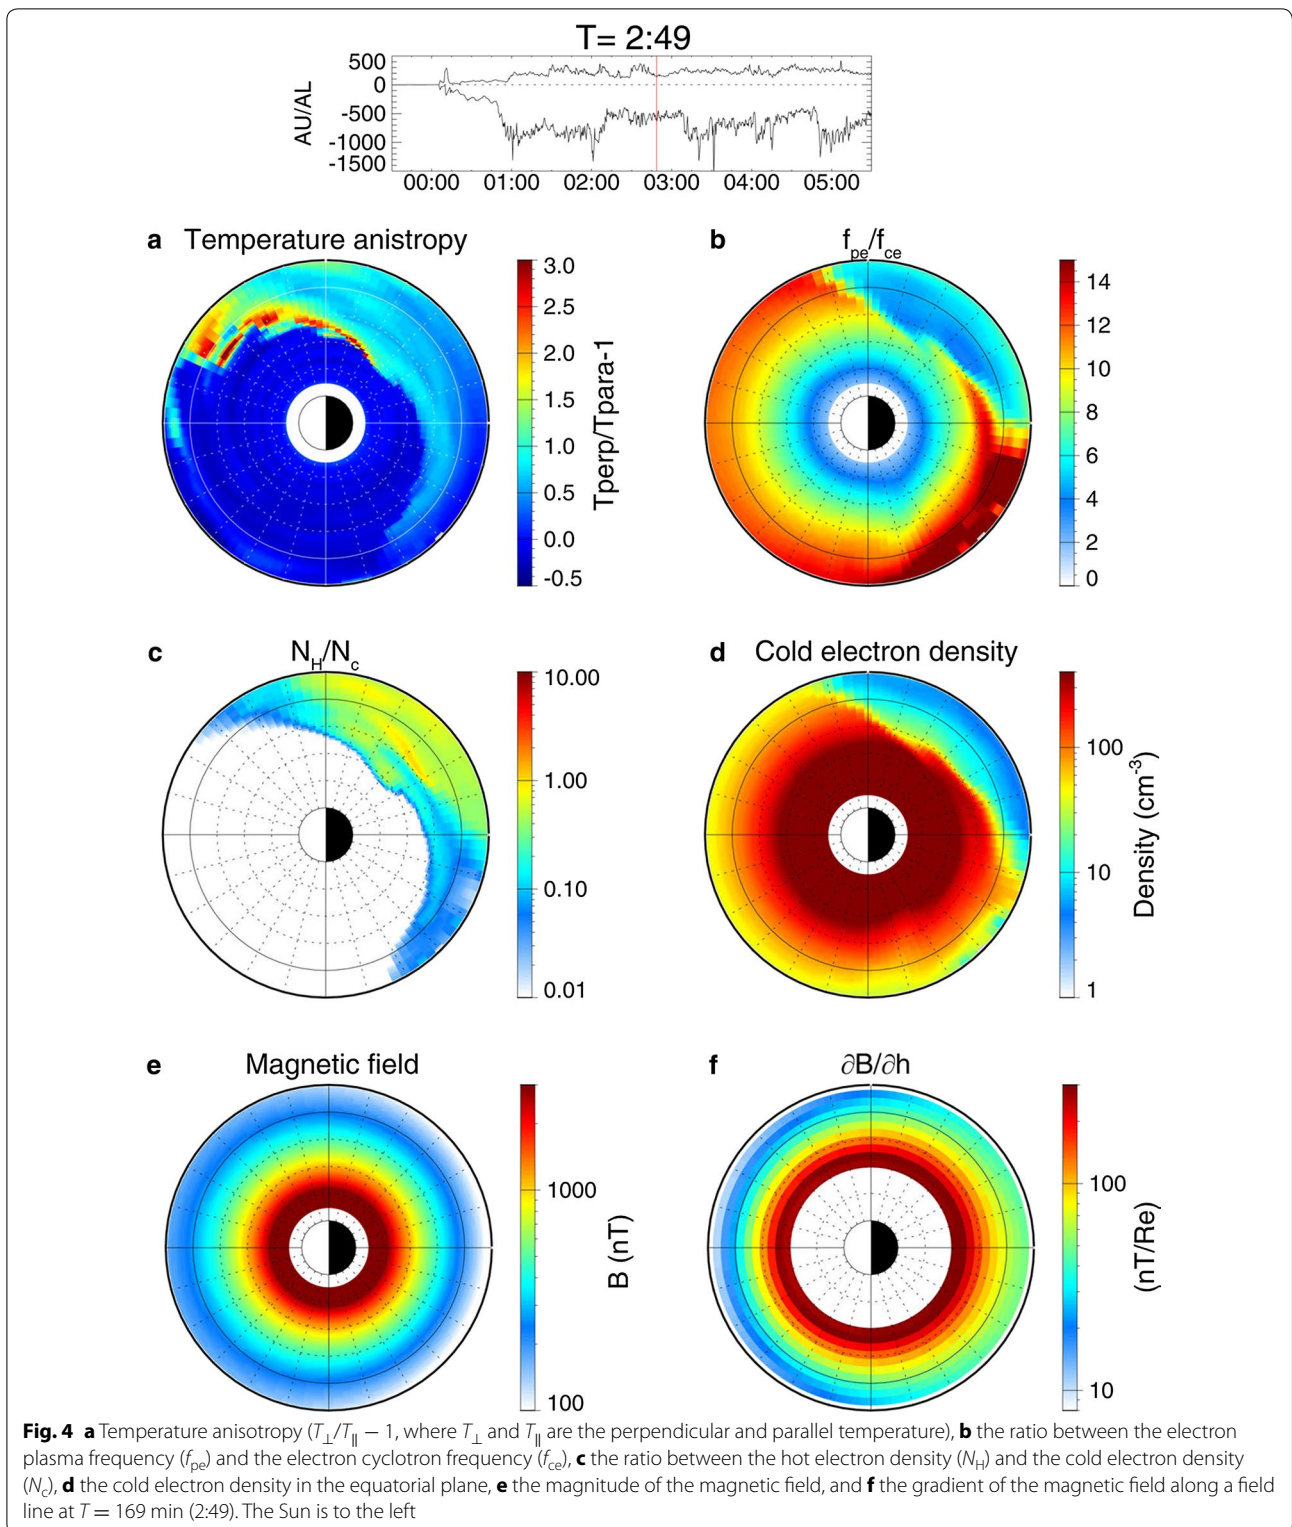 T= 2:49
500
0
-500
-1000
-1500
AU/AL
00:00 01:00 02:00 03:00 04:00 05:00
a Temperature anistropy
3.0
2.5
2.0
1.5
1.0
0.5
0.0
-0.5
Tperp/Tpara-1
b fpe/fce
14
12
10
8
6
4
2
0
c NH/Nc
10.00
1.00
0.10
0.01
d Cold electron density
100
10
1
Density (cm-3)
e Magnetic field
1000
100
B (nT)
f ∂B/∂h
100
10
(nT/Re)
Fig. 4 a Temperature anisotropy (T⊥/T∥ − 1, where T⊥ and T∥ are the perpendicular and parallel temperature), b the ratio between the electron
plasma frequency (fpe) and the electron cyclotron frequency (fce), c the ratio between the hot electron density (NH) and the cold electron density
(Nc), d the cold electron density in the equatorial plane, e the magnitude of the magnetic field, and f the gradient of the magnetic field along a field
line at T = 169 min (2:49). The Sun is to the left